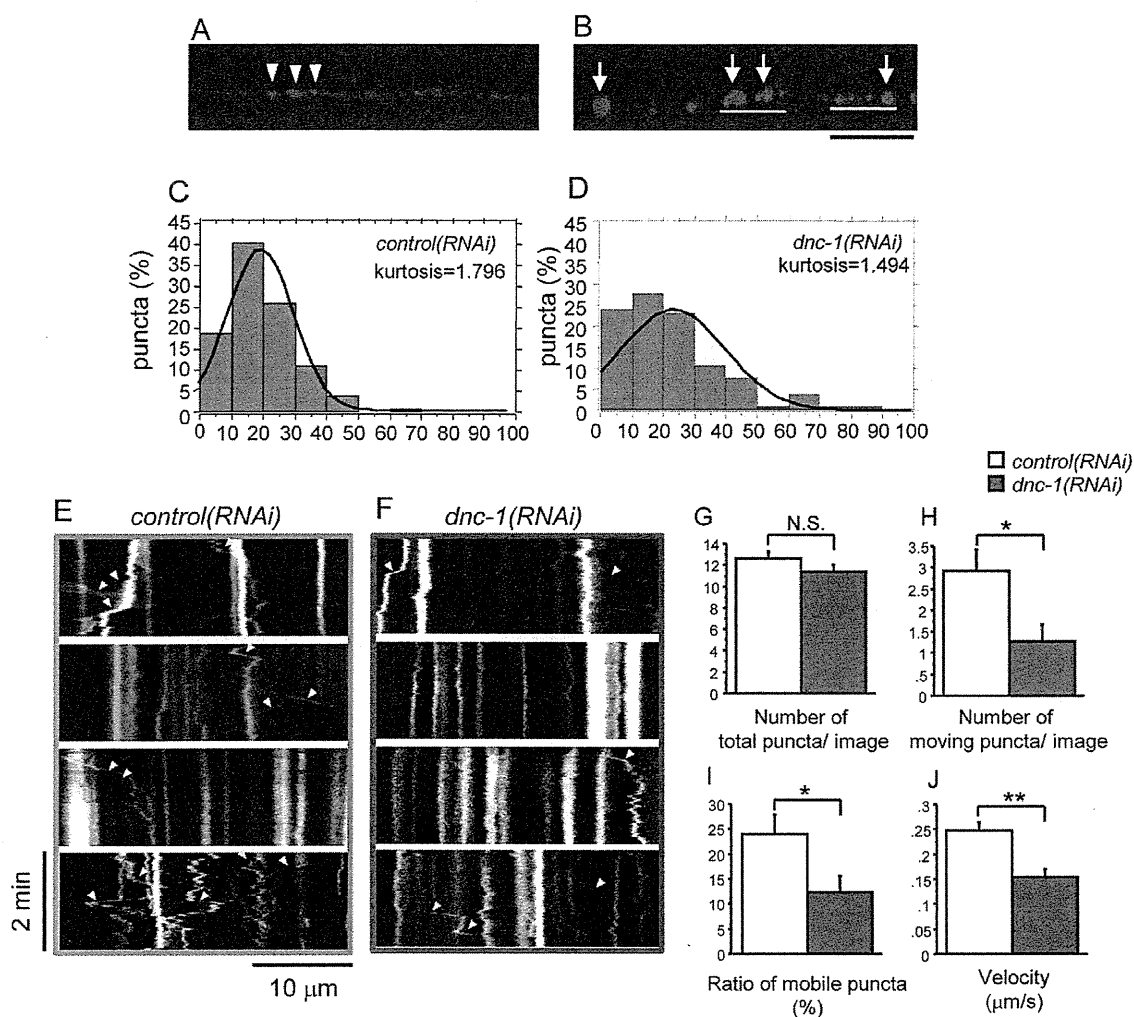 A
B
C
45
40
35
30
25
20
15
10
5
0
puncta (%)
control(RNAi)
kurtosis=1.796
0 10 20 30 40 50 60 70 80 90 100
D
45
40
35
30
25
20
15
10
5
0
puncta (%)
dnc-1(RNAi)
kurtosis=1.494
0 10 20 30 40 50 60 70 80 90 100
control(RNAi)
dnc-1(RNAi)
E control(RNAi)
F dnc-1(RNAi)
2 min
10 μm
G
N.S.
14
12
10
8
6
4
2
0
Number of
total puncta/ image
H
*
3.5
3
2.5
2
1.5
1
.5
0
Number of
moving puncta/ image
I
*
30
25
20
15
10
5
0
Ratio of mobile puncta
(%)
J
**
.3
.25
.2
.15
.1
.05
0
Velocity
(μm/s)